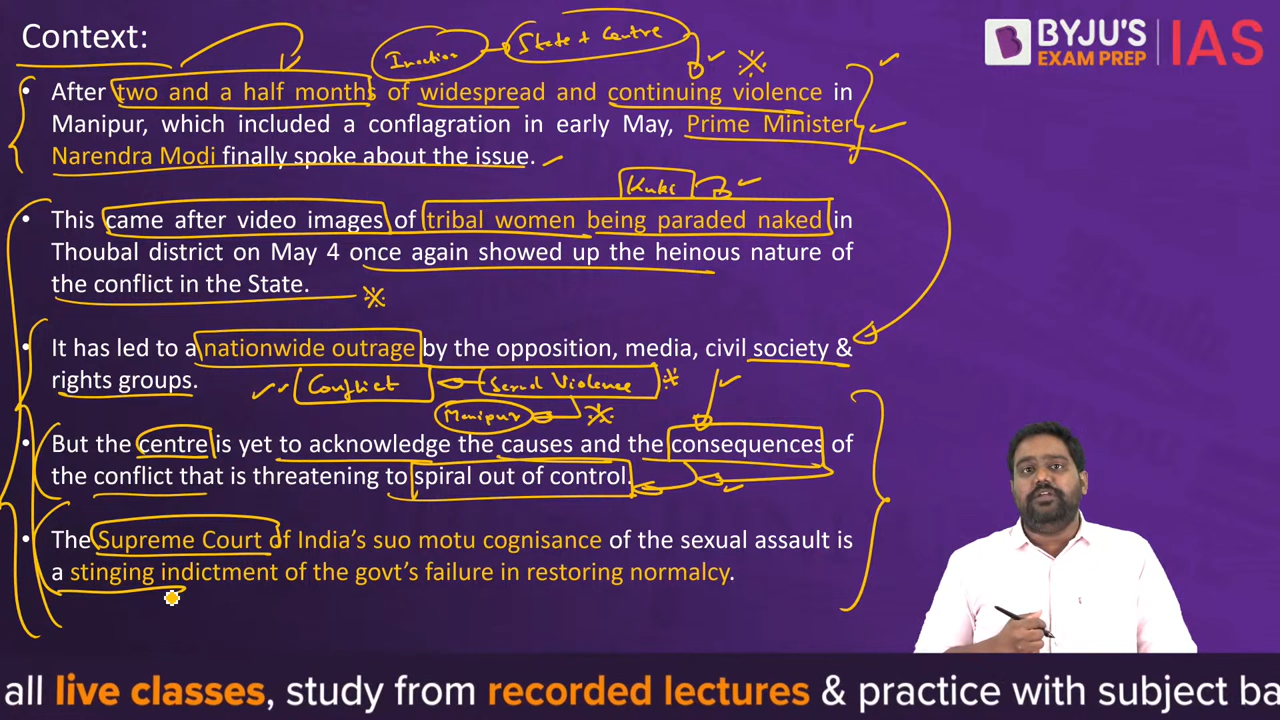 Context:
Inaction
State + Centre
BYJU'S
EXAM PREP
IAS
• After two and a half months of widespread and continuing violence in
Manipur, which included a conflagration in early May, Prime Minister
Narendra Modi finally spoke about the issue.
Kuki
• This came after video images of tribal women being paraded naked in
Thoubal district on May 4 once again showed up the heinous nature of
the conflict in the State.
• It has led to a nationwide outrage by the opposition, media, civil society &
rights groups.
Conflict
Sexual Violence
Manipur
• But the centre is yet to acknowledge the causes and the consequences of
the conflict that is threatening to spiral out of control.
• The Supreme Court of India's suo motu cognisance of the sexual assault is
a stinging indictment of the govt's failure in restoring normalcy.
all live classes, study from recorded lectures & practice with subject ba